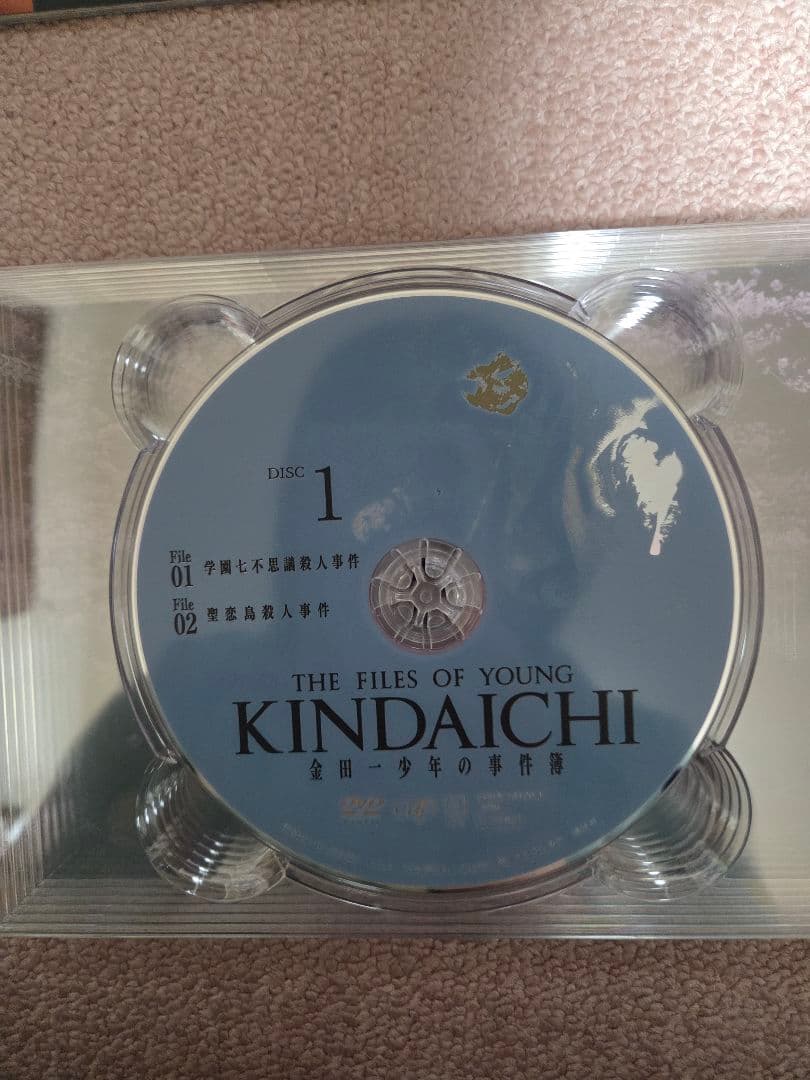 DISC 1
File 01 学園七不思議殺人事件
File 02 聖恋島殺人事件
THE FILES OF YOUNG
KINDAICHI
金田一少年の事件簿
DVD